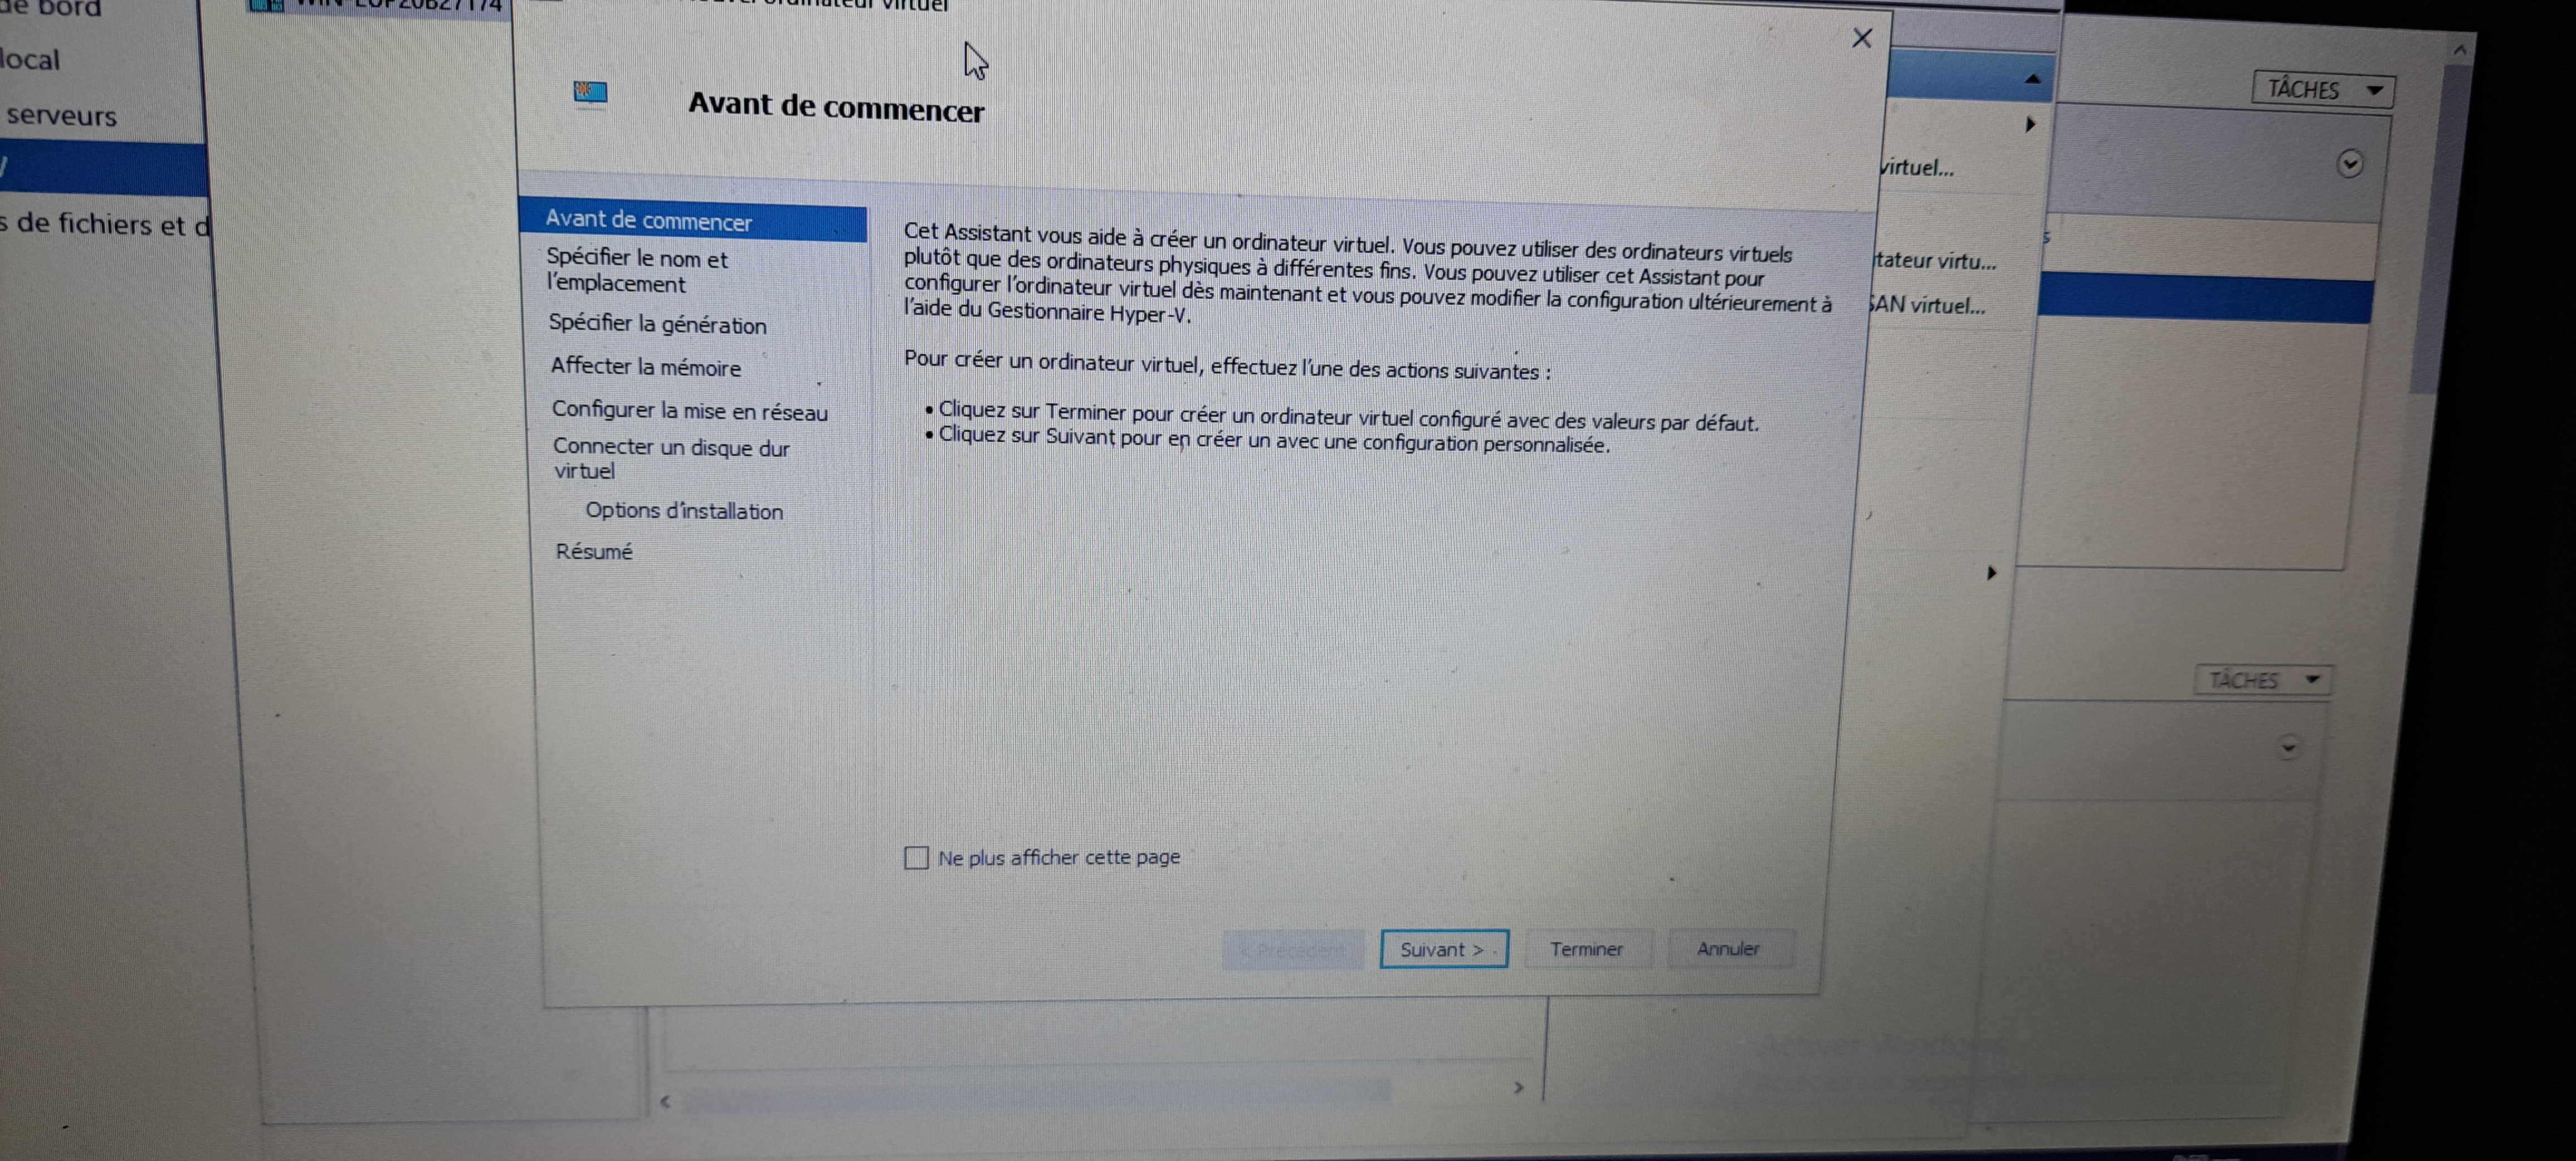 de bord
local
serveurs
s de fichiers et d
ordinateur virtuel
Avant de commencer
Avant de commencer
Spécifier le nom et
l'emplacement
Spécifier la génération
Affecter la mémoire
Configurer la mise en réseau
Connecter un disque dur
virtuel
Options d'installation
Résumé
Cet Assistant vous aide à créer un ordinateur virtuel. Vous pouvez utiliser des ordinateurs virtuels
plutôt que des ordinateurs physiques à différentes fins. Vous pouvez utiliser cet Assistant pour
configurer l'ordinateur virtuel dès maintenant et vous pouvez modifier la configuration ultérieurement à
l'aide du Gestionnaire Hyper-V.
Pour créer un ordinateur virtuel, effectuez l'une des actions suivantes :
• Cliquez sur Terminer pour créer un ordinateur virtuel configuré avec des valeurs par défaut.
• Cliquez sur Suivant pour en créer un avec une configuration personnalisée.
Ne plus afficher cette page
< Précédent
Suivant >
Terminer
Annuler
virtuel...
tateur virtu...
SAN virtuel...
TÂCHES
s
TÂCHES
Activer Windows